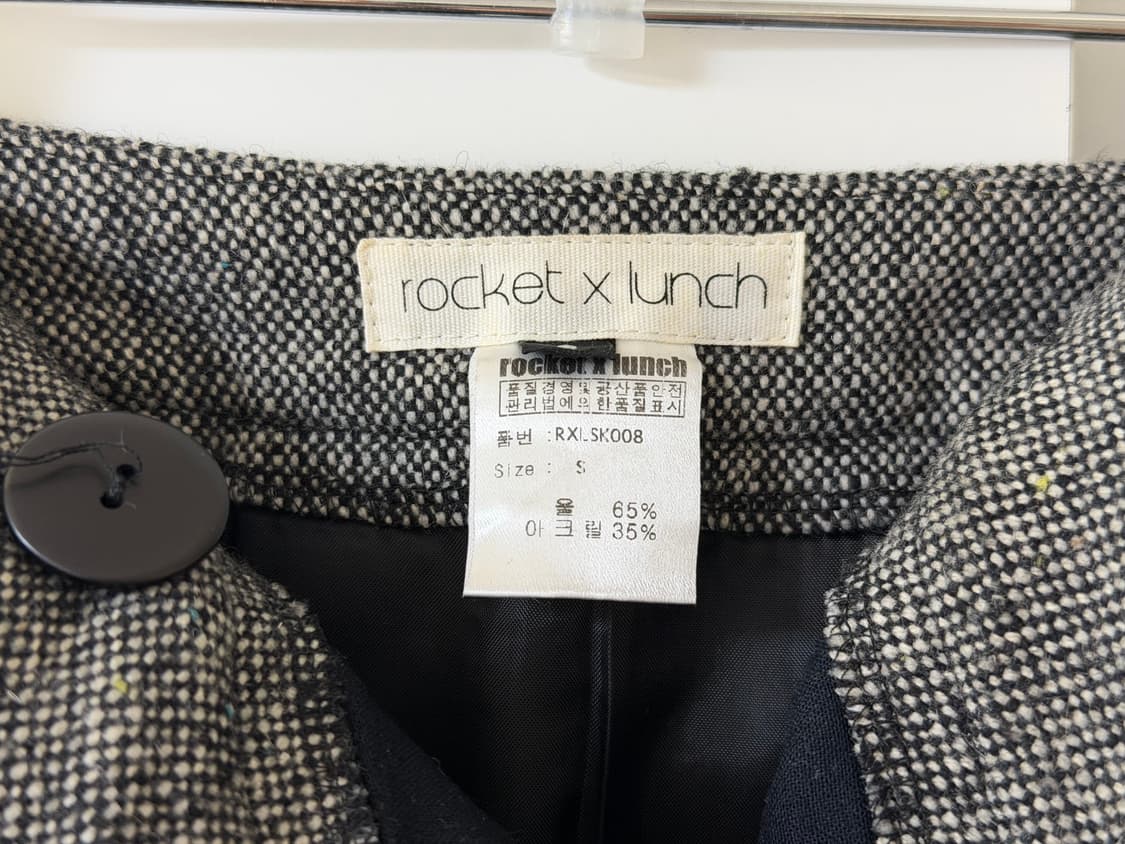 rocket x lunch
rocket x lunch
품질경영및공산품안전
관리법에의한품질표시
품번 :RXLSK008
Size : S
울 65%
아크릴 35%